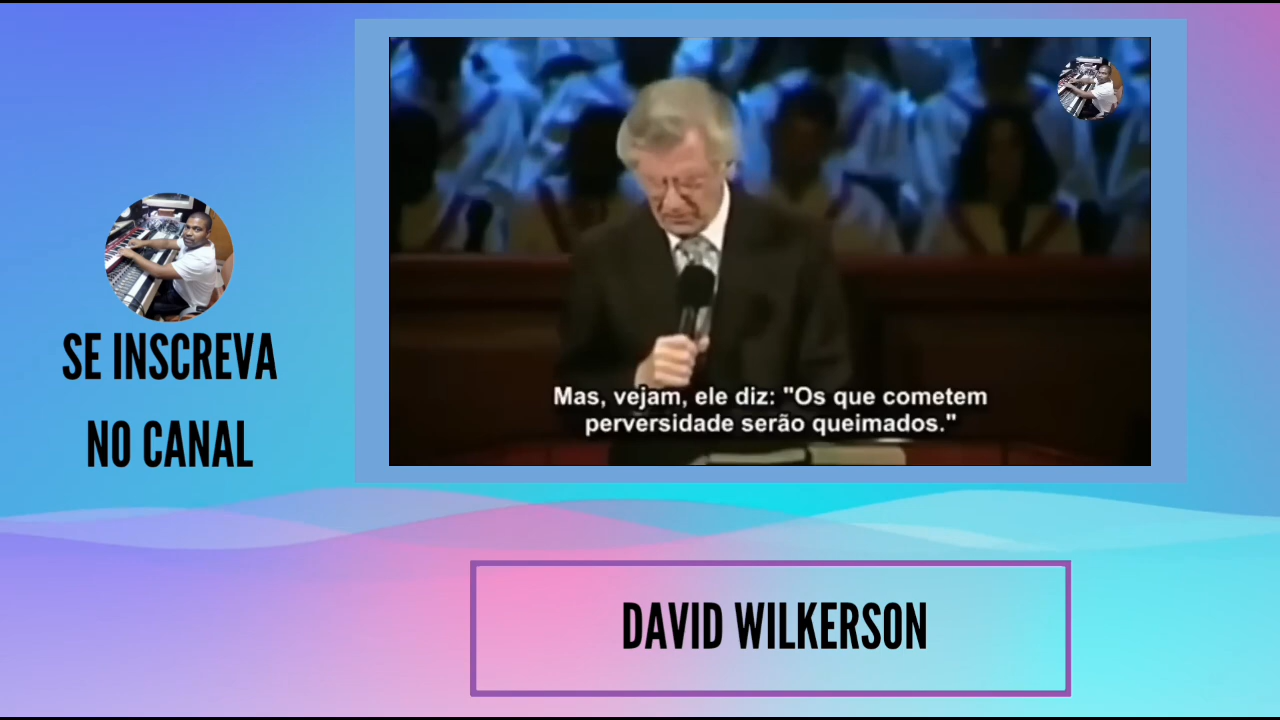 SE INSCREVA
NO CANAL
Mas, vejam, ele diz: "Os que cometem
perversidade serão queimados."
DAVID WILKERSON